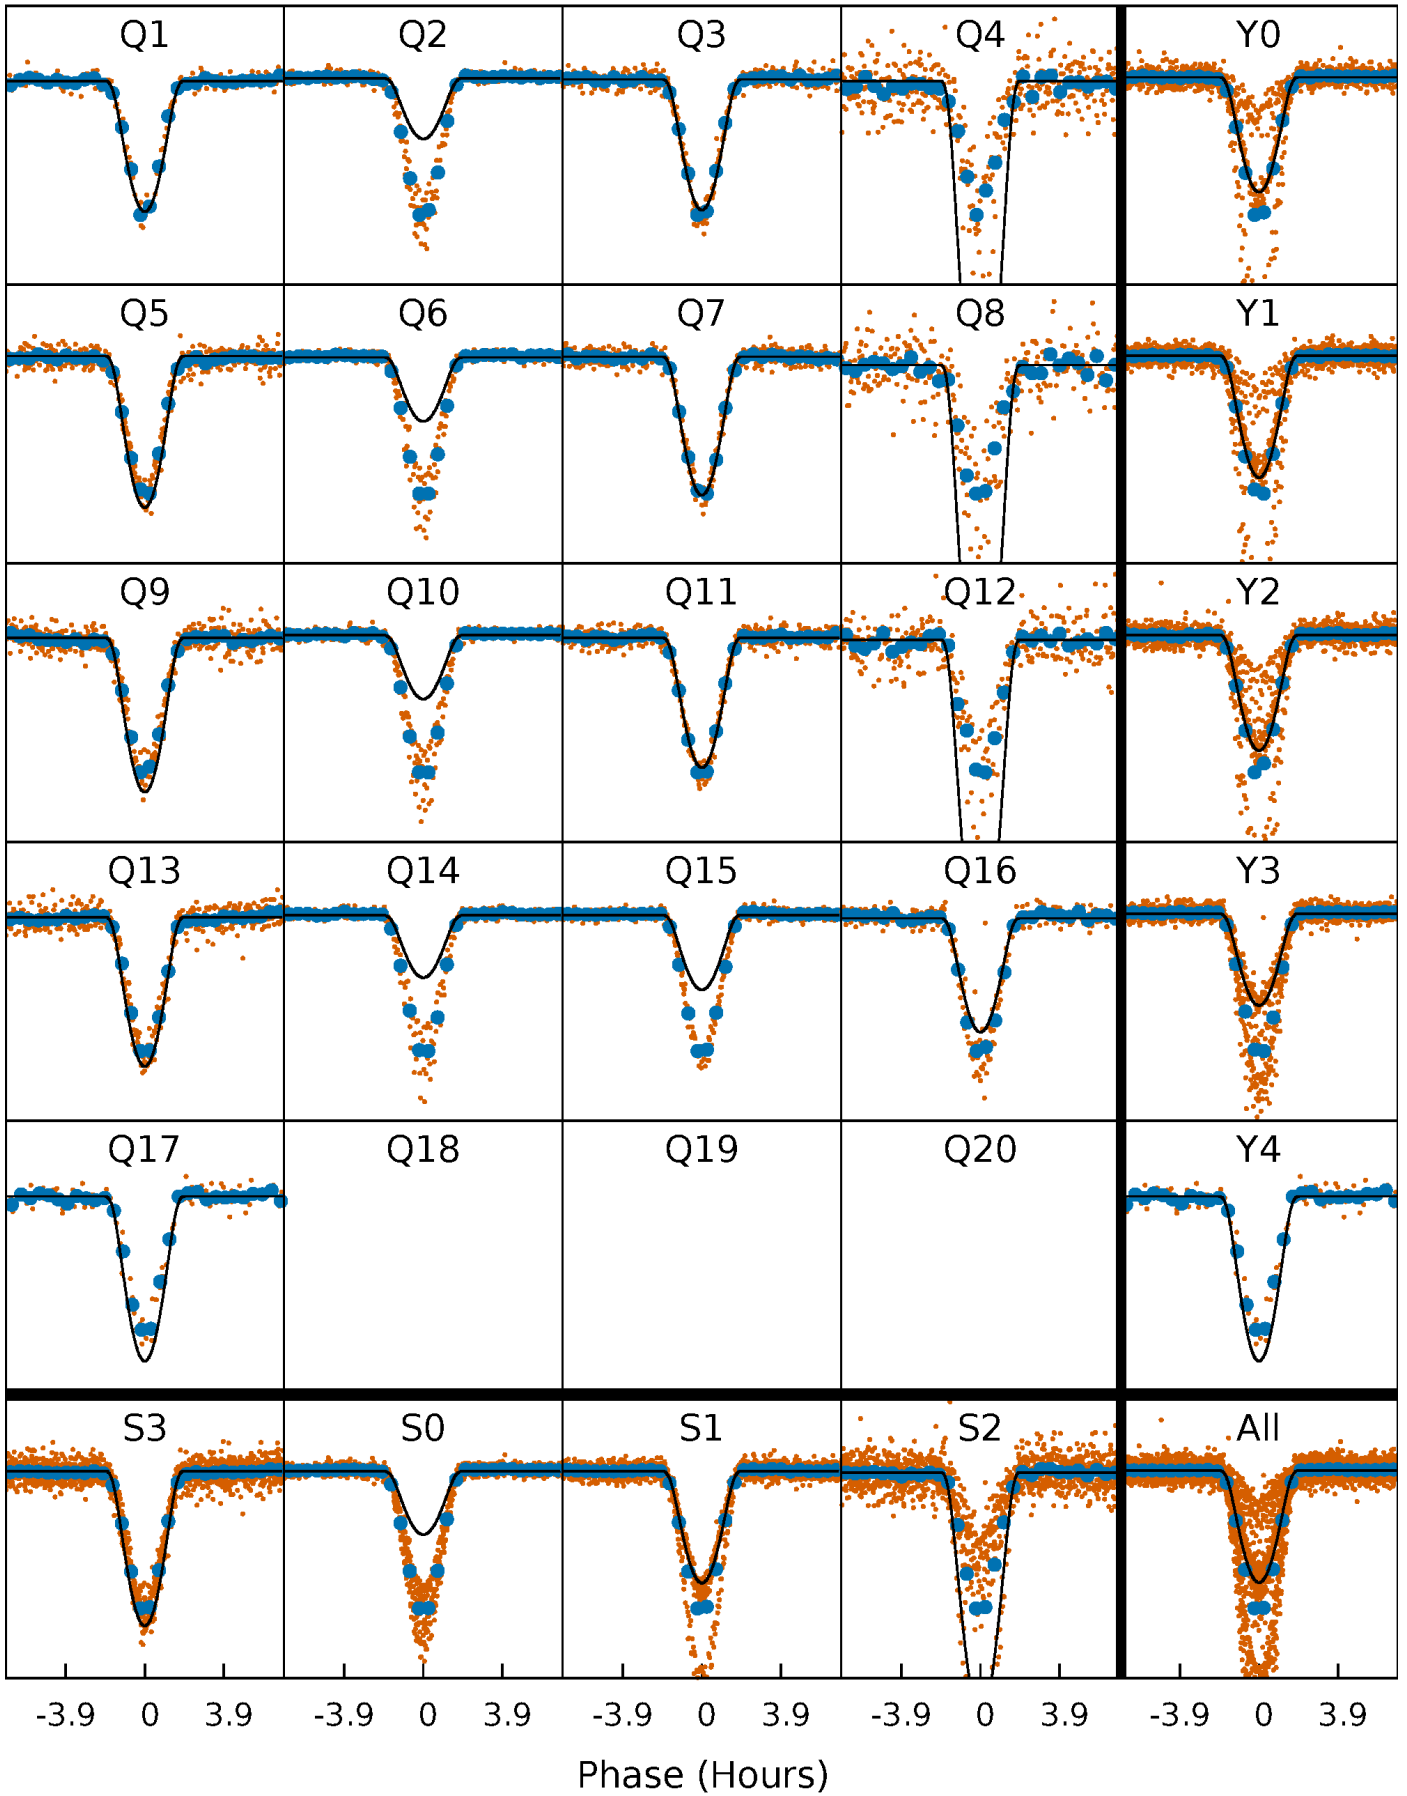 Q1 Q2 Q3 Q4 Y0
Q5 Q6 Q7 Q8 Y1
Q9 Q10 Q11 Q12 Y2
Q13 Q14 Q15 Q16 Y3
Q17 Q18 Q19 Q20 Y4
S3 S0 S1 S2 All
-3.9 0 3.9 -3.9 0 3.9 -3.9 0 3.9 -3.9 0 3.9 -3.9 0 3.9
Phase (Hours)